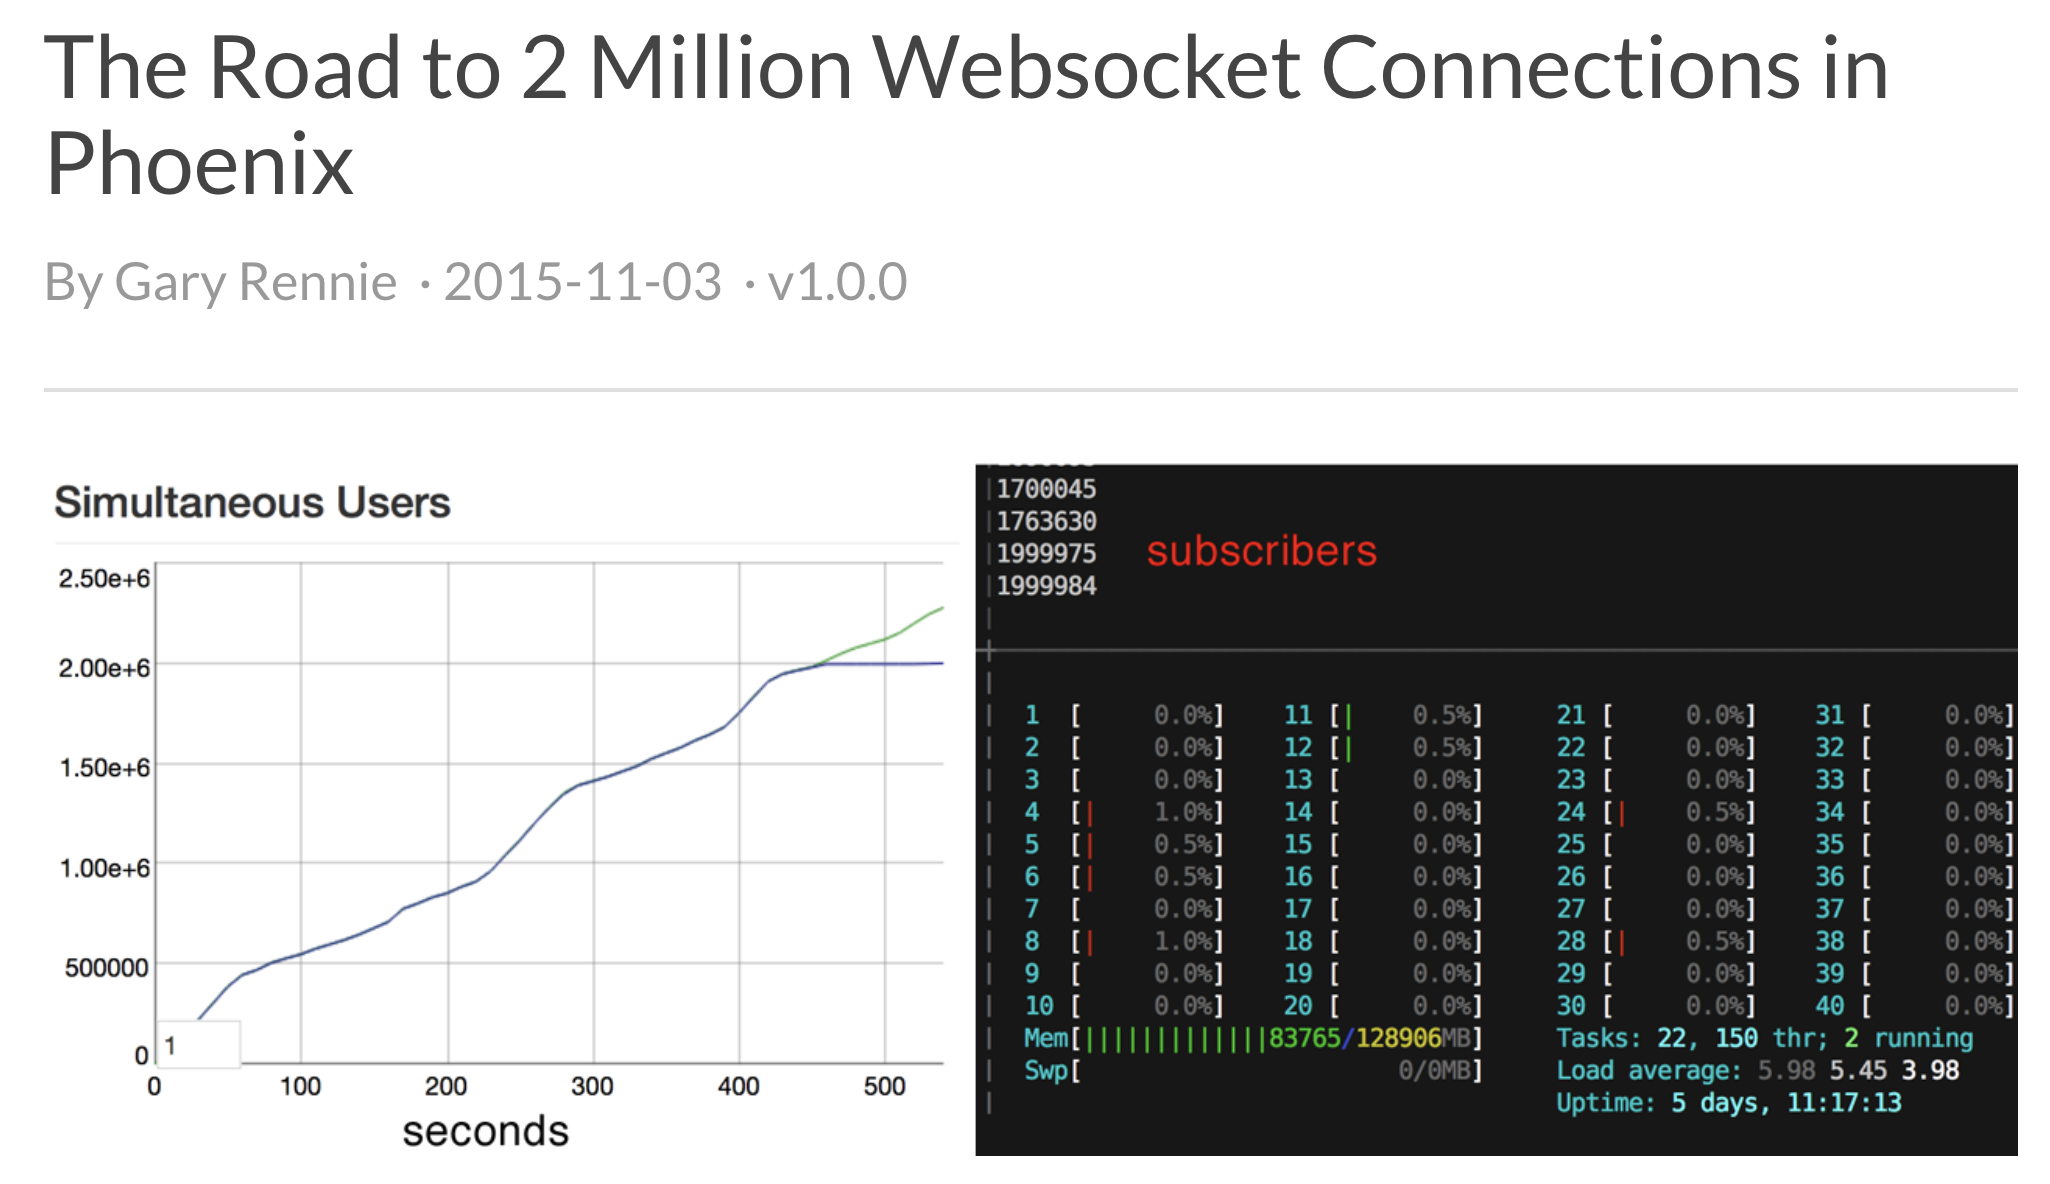 The Road to 2 Million Websocket Connections in
Phoenix
By Gary Rennie · 2015-11-03 · v1.0.0
Simultaneous Users
2.50e+6
2.00e+6
1.50e+6
1.00e+6
500000
0
1
0 100 200 300 400 500
seconds
1700045
1763630
1999975
1999984
subscribers
1 [ 0.0%] 11 [| 0.5%] 21 [ 0.0%] 31 [ 0.0%]
2 [ 0.0%] 12 [| 0.5%] 22 [ 0.0%] 32 [ 0.0%]
3 [ 0.0%] 13 [ 0.0%] 23 [ 0.0%] 33 [ 0.0%]
4 [| 1.0%] 14 [ 0.0%] 24 [| 0.5%] 34 [ 0.0%]
5 [| 0.5%] 15 [ 0.0%] 25 [ 0.0%] 35 [ 0.0%]
6 [| 0.5%] 16 [ 0.0%] 26 [ 0.0%] 36 [ 0.0%]
7 [ 0.0%] 17 [ 0.0%] 27 [ 0.0%] 37 [ 0.0%]
8 [| 1.0%] 18 [ 0.0%] 28 [| 0.5%] 38 [ 0.0%]
9 [ 0.0%] 19 [ 0.0%] 29 [ 0.0%] 39 [ 0.0%]
10 [ 0.0%] 20 [ 0.0%] 30 [ 0.0%] 40 [ 0.0%]
Mem[|||||||||||||83765/128906MB] Tasks: 22, 150 thr; 2 running
Swp[ 0/0MB] Load average: 5.98 5.45 3.98
Uptime: 5 days, 11:17:13